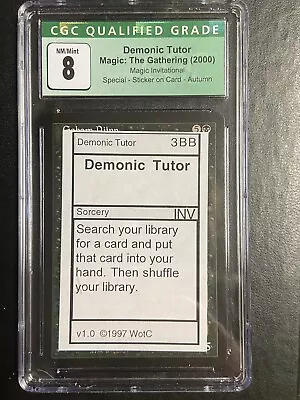 CGC QUALIFIED GRADE
NM/Mint
8
Demonic Tutor
Magic: The Gathering (2000)
Magic Invitational
Special - Sticker on Card - Autumn
Demonic Tutor 3BB
Demonic Tutor
Sorcery INV
Search your library
for a card and put
that card into your
hand. Then shuffle
your library.
v1.0 ©1997 WotC
5